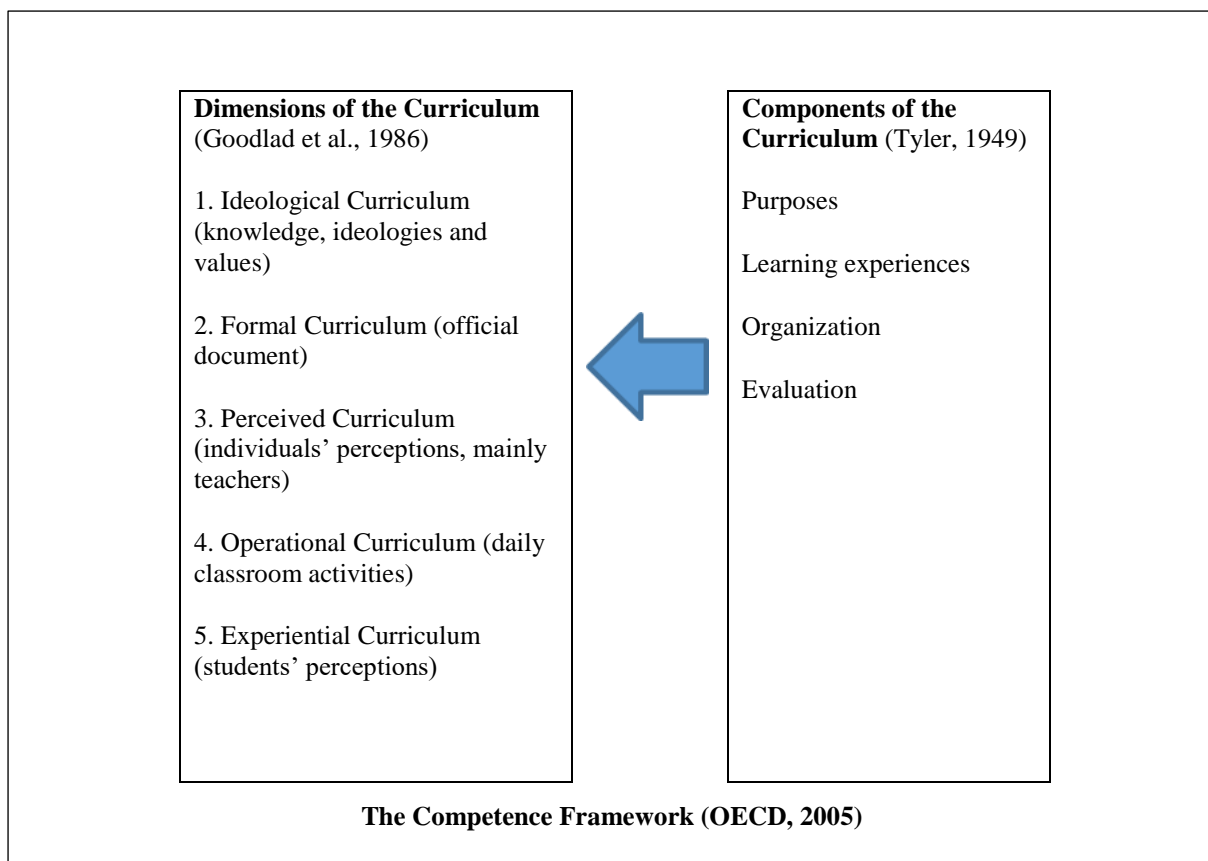 Dimensions of the Curriculum
(Goodlad et al., 1986)
1. Ideological Curriculum
(knowledge, ideologies and
values)
2. Formal Curriculum (official
document)
3. Perceived Curriculum
(individuals’ perceptions, mainly
teachers)
4. Operational Curriculum (daily
classroom activities)
5. Experiential Curriculum
(students’ perceptions)
Components of the
Curriculum (Tyler, 1949)
Purposes
Learning experiences
Organization
Evaluation
The Competence Framework (OECD, 2005)